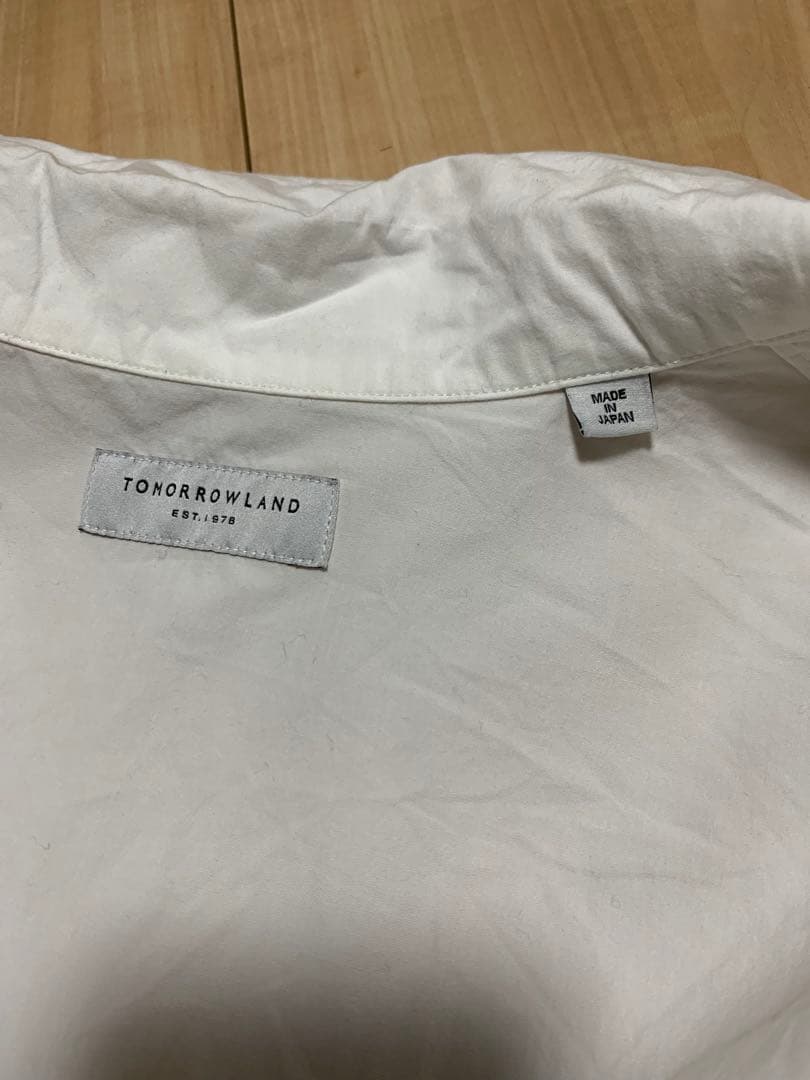 TOMORROWLAND
EST. 1978
MADE
IN
JAPAN